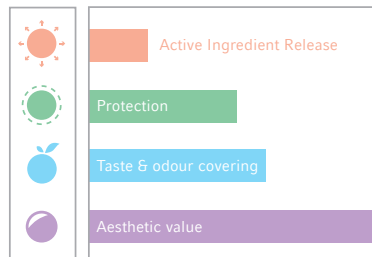 Active Ingredient Release
Protection
Taste & odour covering
Aesthetic value